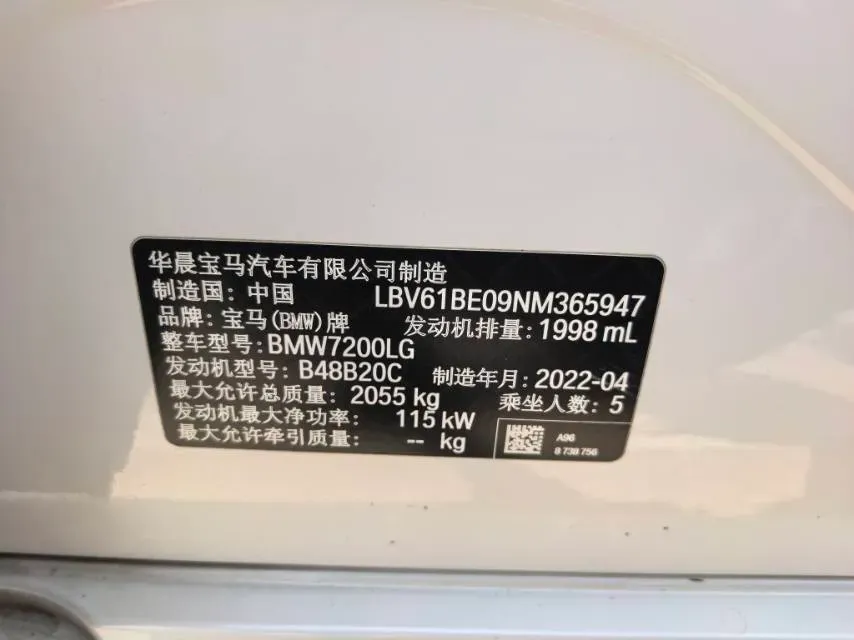 华晨宝马汽车有限公司制造
制造国: 中国 LBV61BE09NM365947
品牌: 宝马(BMW)牌 发动机排量: 1998 mL
整车型号: BMW7200LG
发动机型号: B48B20C 制造年月: 2022-04
最大允许总质量: 2055 kg 乘坐人数: 5
发动机最大净功率: 115 kW
最大允许牵引质量: -- kg
A96
8 738 756